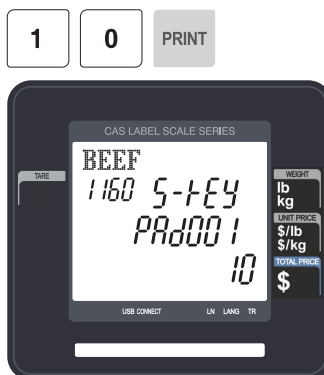 1 0 PRINT
CAS LABEL SCALE SERIES
BEEF
TARE
1160 S-KEY
PAd001
10
WEIGHT
lb
kg
UNIT PRICE
$/lb
$/kg
TOTAL PRICE
$
USB CONNECT LN LANG TR